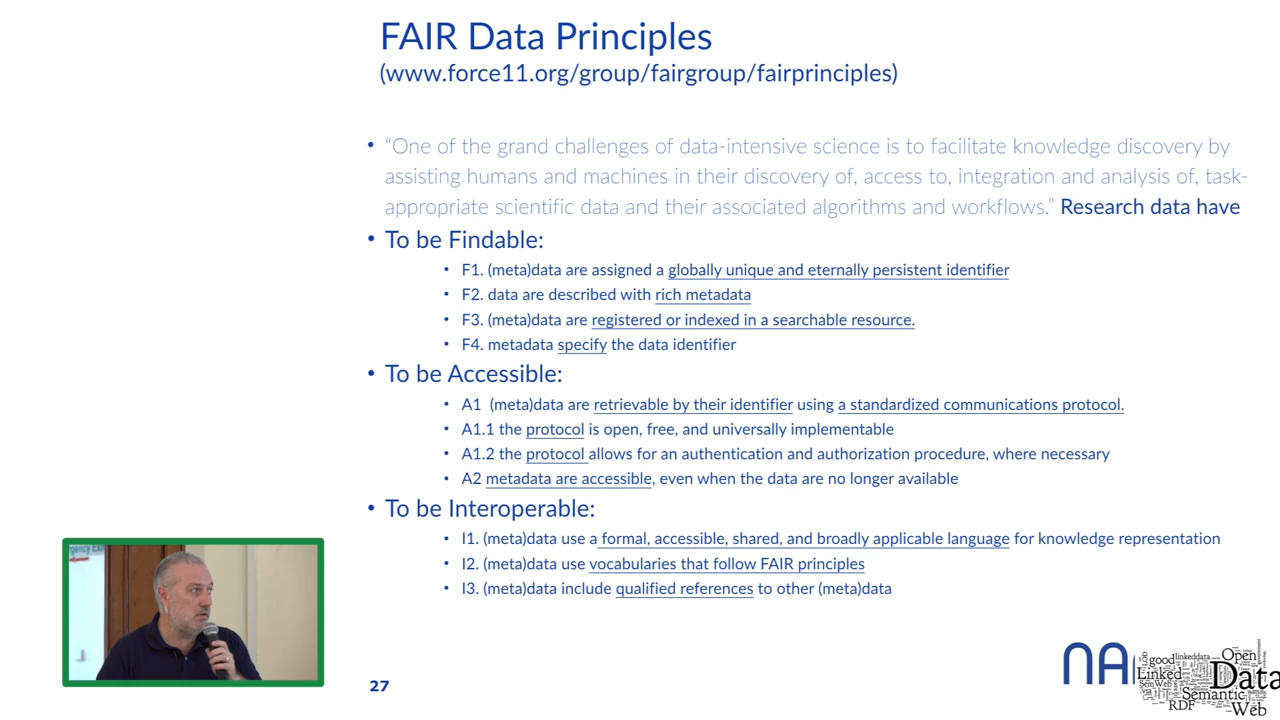 FAIR Data Principles
(www.force11.org/group/fairgroup/fairprinciples)
• “One of the grand challenges of data-intensive science is to facilitate knowledge discovery by
assisting humans and machines in their discovery of, access to, integration and analysis of, task-
appropriate scientific data and their associated algorithms and workflows.” Research data have
• To be Findable:
• F1. (meta)data are assigned a globally unique and eternally persistent identifier
• F2. data are described with rich metadata
• F3. (meta)data are registered or indexed in a searchable resource.
• F4. metadata specify the data identifier
• To be Accessible:
• A1 (meta)data are retrievable by their identifier using a standardized communications protocol.
• A1.1 the protocol is open, free, and universally implementable
• A1.2 the protocol allows for an authentication and authorization procedure, where necessary
• A2 metadata are accessible, even when the data are no longer available
• To be Interoperable:
• I1. (meta)data use a formal, accessible, shared, and broadly applicable language for knowledge representation
• I2. (meta)data use vocabularies that follow FAIR principles
• I3. (meta)data include qualified references to other (meta)data
27
NA
LOD
good
linkeddata
Open
Linked
Data
SemWeb
Semantic
RDF
Web